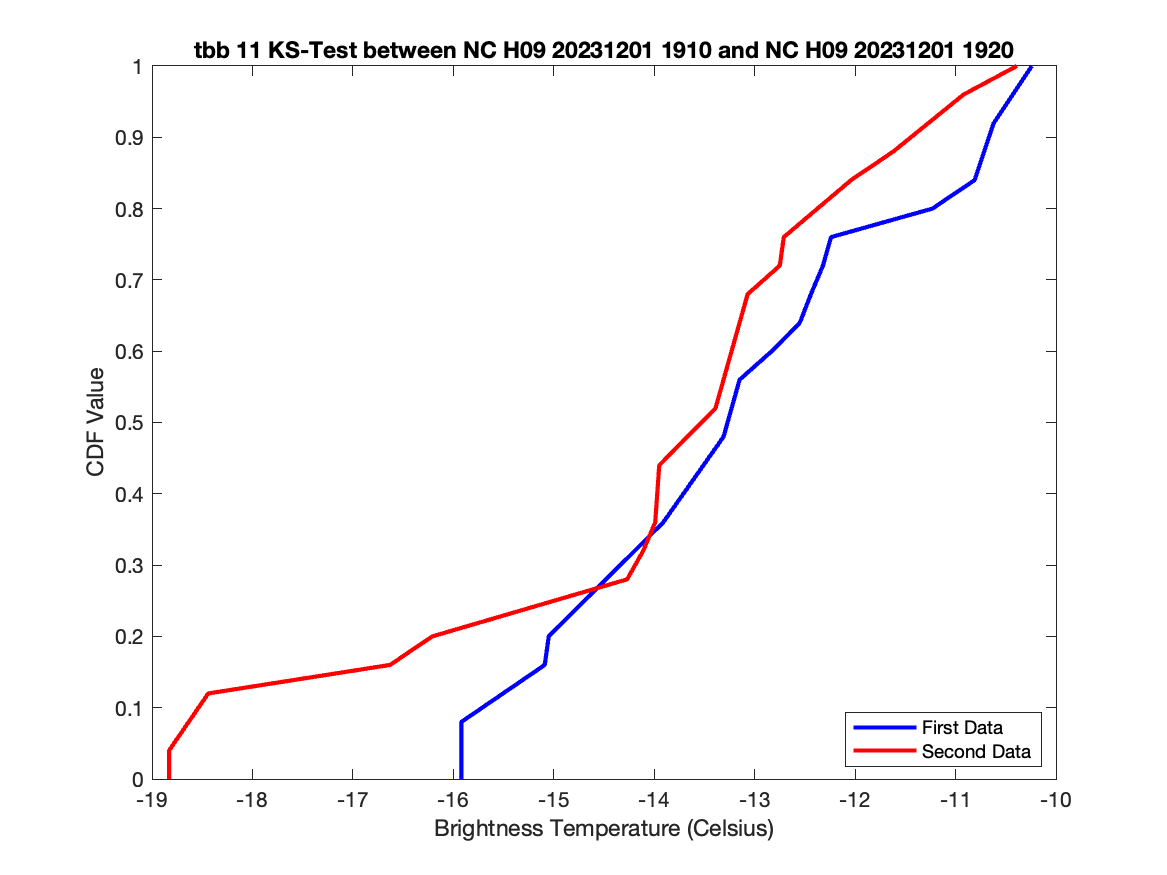 tbb 11 KS-Test between NC H09 20231201 1910 and NC H09 20231201 1920
1
0.9
0.8
0.7
0.6
0.5
0.4
0.3
0.2
0.1
0
CDF Value
First Data
Second Data
-19 -18 -17 -16 -15 -14 -13 -12 -11 -10
Brightness Temperature (Celsius)